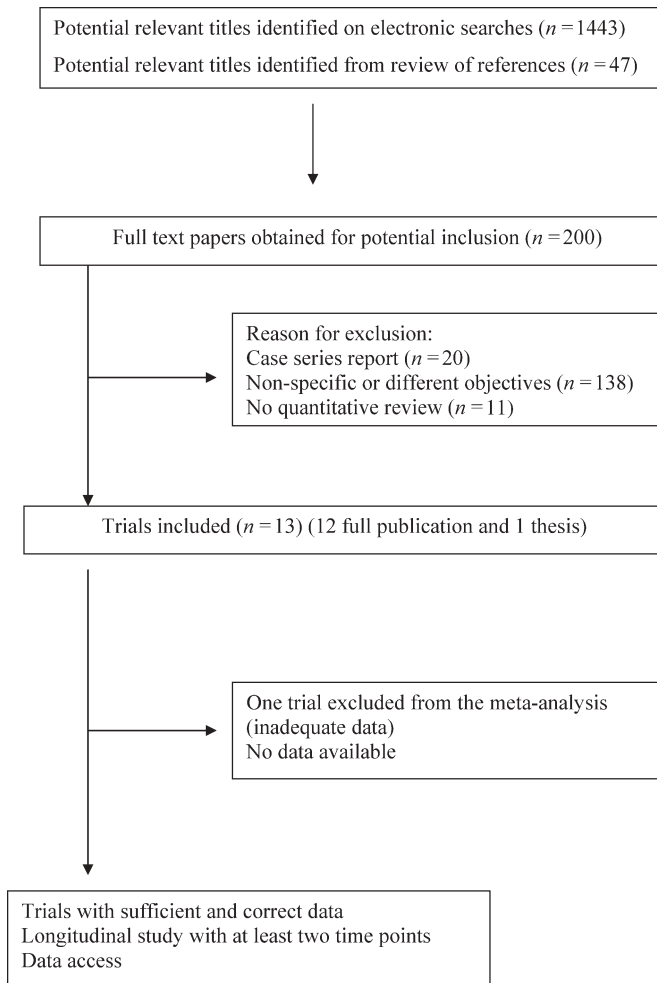 Potential relevant titles identified on electronic searches (n = 1443)
Potential relevant titles identified from review of references (n = 47)
Full text papers obtained for potential inclusion (n = 200)
Reason for exclusion:
Case series report (n = 20)
Non-specific or different objectives (n = 138)
No quantitative review (n = 11)
Trials included (n = 13) (12 full publication and 1 thesis)
One trial excluded from the meta-analysis
(inadequate data)
No data available
Trials with sufficient and correct data
Longitudinal study with at least two time points
Data access